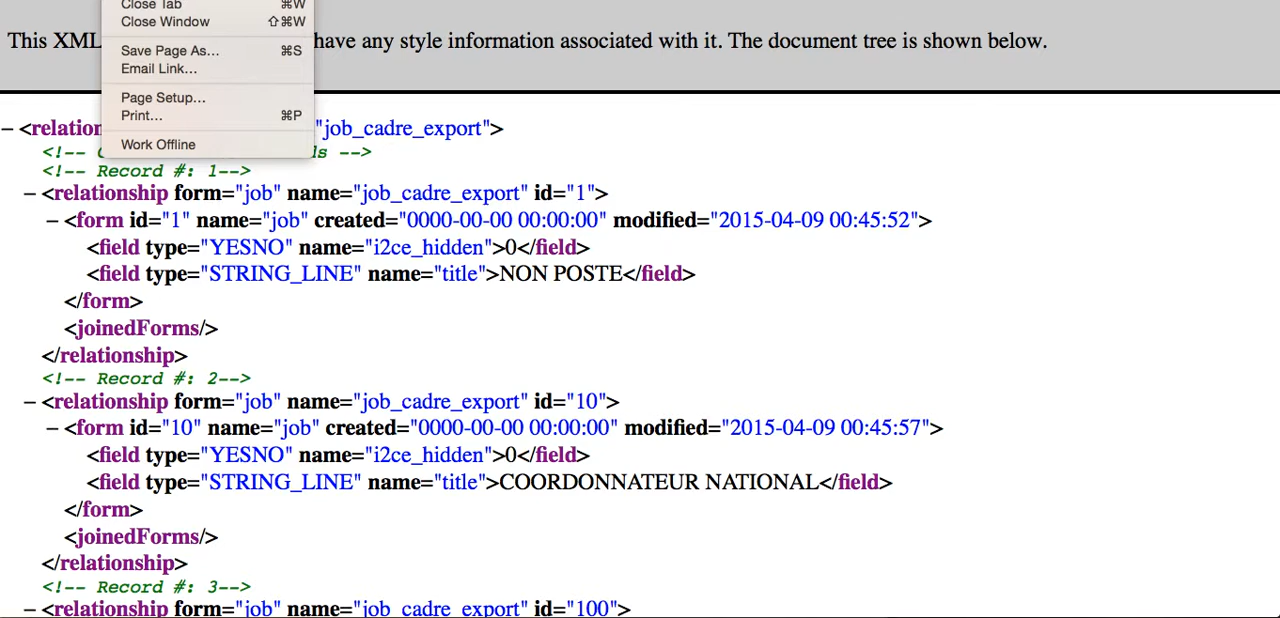 Close Tab ⌘W
Close Window ⇧⌘W
Save Page As... ⌘S
Email Link...
Page Setup...
Print... ⌘P
Work Offline
This XML have any style information associated with it. The document tree is shown below.
– <relation "job_cadre_export">
<!-- -->
<!-- Record #: 1-->
– <relationship form="job" name="job_cadre_export" id="1">
– <form id="1" name="job" created="0000-00-00 00:00:00" modified="2015-04-09 00:45:52">
<field type="YESNO" name="i2ce_hidden">0</field>
<field type="STRING_LINE" name="title">NON POSTE</field>
</form>
<joinedForms/>
</relationship>
<!-- Record #: 2-->
– <relationship form="job" name="job_cadre_export" id="10">
– <form id="10" name="job" created="0000-00-00 00:00:00" modified="2015-04-09 00:45:57">
<field type="YESNO" name="i2ce_hidden">0</field>
<field type="STRING_LINE" name="title">COORDONNATEUR NATIONAL</field>
</form>
<joinedForms/>
</relationship>
<!-- Record #: 3-->
– <relationship form="job" name="job_cadre_export" id="100">